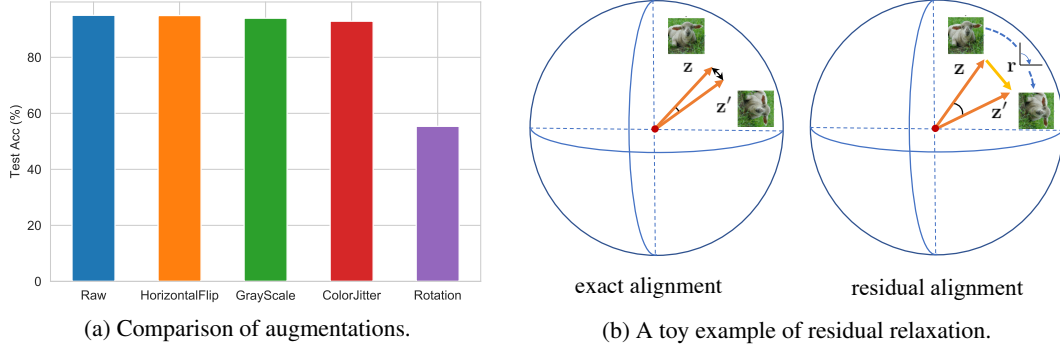 Test Acc (%)
80
60
40
20
0
Raw
HorizontalFlip
GrayScale
ColorJitter
Rotation
(a) Comparison of augmentations.
z
z′
exact alignment
z
r
z′
residual alignment
(b) A toy example of residual relaxation.